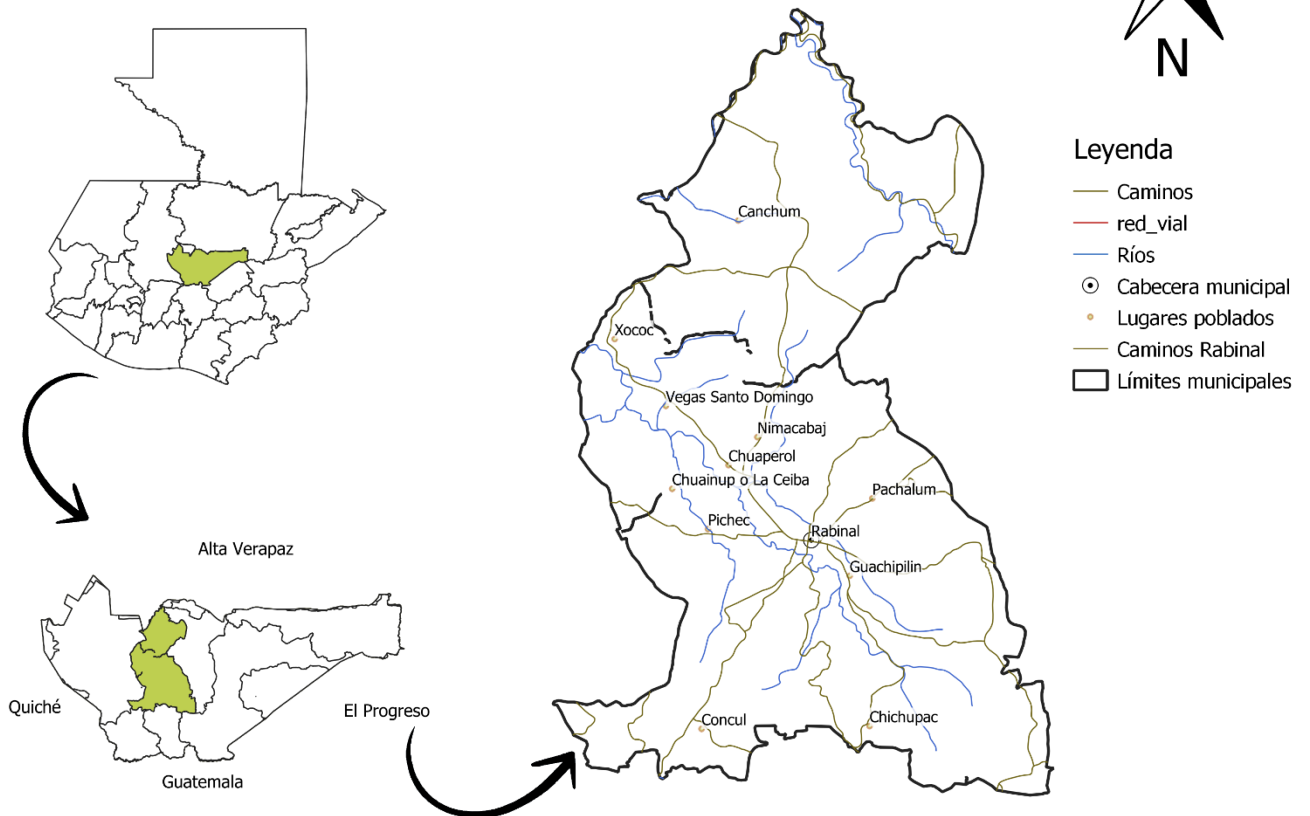 N
Leyenda
Caminos
red_vial
Ríos
Cabecera municipal
Lugares poblados
Caminos Rabinal
Límites municipales
Canchum
Xococ
Vegas Santo Domingo
Nimacabaj
Chuaperol
Chuainup o La Ceiba
Pachalum
Pichec
Rabinal
Guachipilin
Concul
Chichupac
Alta Verapaz
Quiché
El Progreso
Guatemala